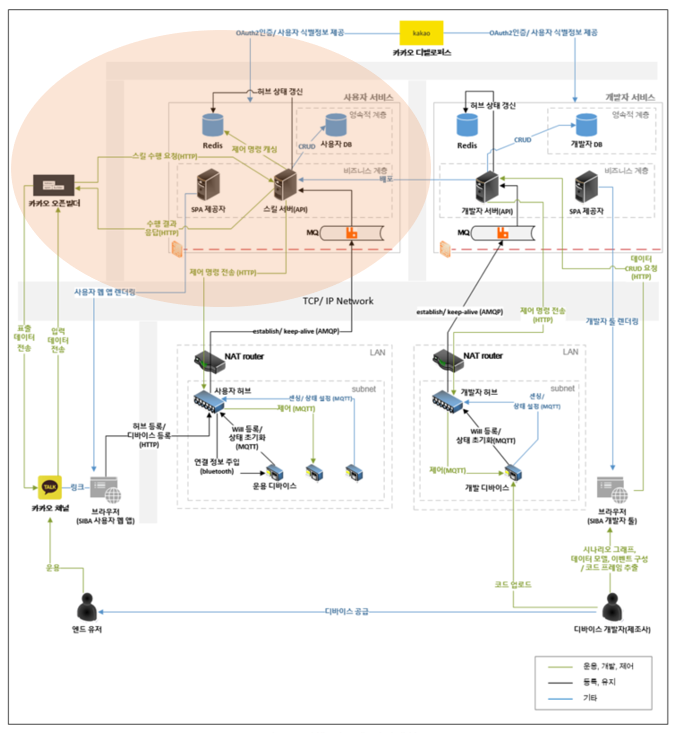 OAuth2인증/ 사용자 식별정보 제공
kakao
OAuth2인증/ 사용자 식별정보 제공
카카오 디벨로퍼스
허브 상태 갱신
사용자 서비스
영속적 계층
Redis
제어 명령 캐싱
CRUD
사용자 DB
허브 상태 갱신
개발자 서비스
영속적 계층
Redis
CRUD
개발자 DB
스킬 수행 요청(HTTP)
비즈니스 계층
배포
비즈니스 계층
카카오 오픈빌더
SPA 제공자
스킬 서버(API)
개발자 서버(API)
SPA 제공자
수행 결과
응답(HTTP)
MQ
MQ
제어 명령 전송(HTTP)
데이터
CRUD 요청
(HTTP)
사용자 웹 앱 렌더링
TCP/ IP Network
제어 명령 전송
(HTTP)
개발자 툴 렌더링
표출
데이터
전송
입력
데이터
전송
establish/ keep-alive (AMQP)
establish/ keep-alive (AMQP)
NAT router
LAN
NAT router
LAN
subnet
subnet
사용자 허브
센싱/ 상태 설정 (MQTT)
제어 (MQTT)
개발자 허브
센싱/
상태 설정 (MQTT)
허브 등록/
디바이스 등록
(HTTP)
Will 등록/
상태 초기화
(MQTT)
Will 등록/
상태 초기화(MQTT)
연결 정보 주입
(bluetooth)
제어(MQTT)
운용 디바이스
개발 디바이스
TALK
링크
카카오 채널
브라우저
(SIBA 사용자 웹 앱)
브라우저
(SIBA 개발자 툴)
시나리오 그래프,
데이터 모델, 이벤트 구성
/ 코드 프레임 추출
운용
코드 업로드
디바이스 공급
엔드 유저
디바이스 개발자(제조사)
운용, 개발, 제어
등록, 유지
기타